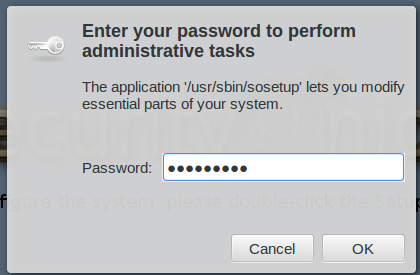 Enter your password to perform
administrative tasks
The application '/usr/sbin/sosetup' lets you modify
essential parts of your system.
Password: ●●●●●●●●●
figure the system, please double-click the Setup
Cancel OK